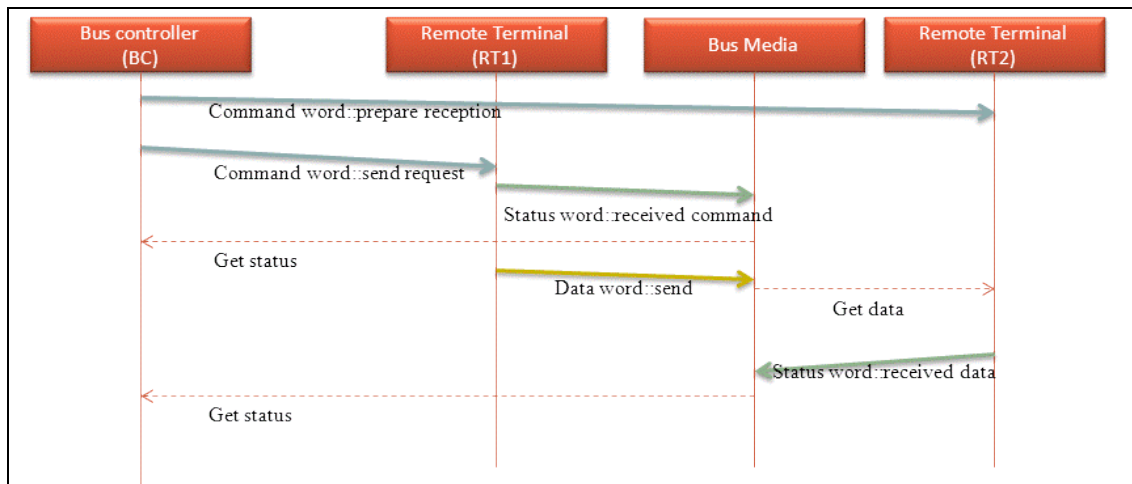 Bus controller
(BC)
Remote Terminal
(RT1)
Bus Media
Remote Terminal
(RT2)
Command word::prepare reception
Command word::send request
Status word::received command
Get status
Data word::send
Get data
Status word::received data
Get status